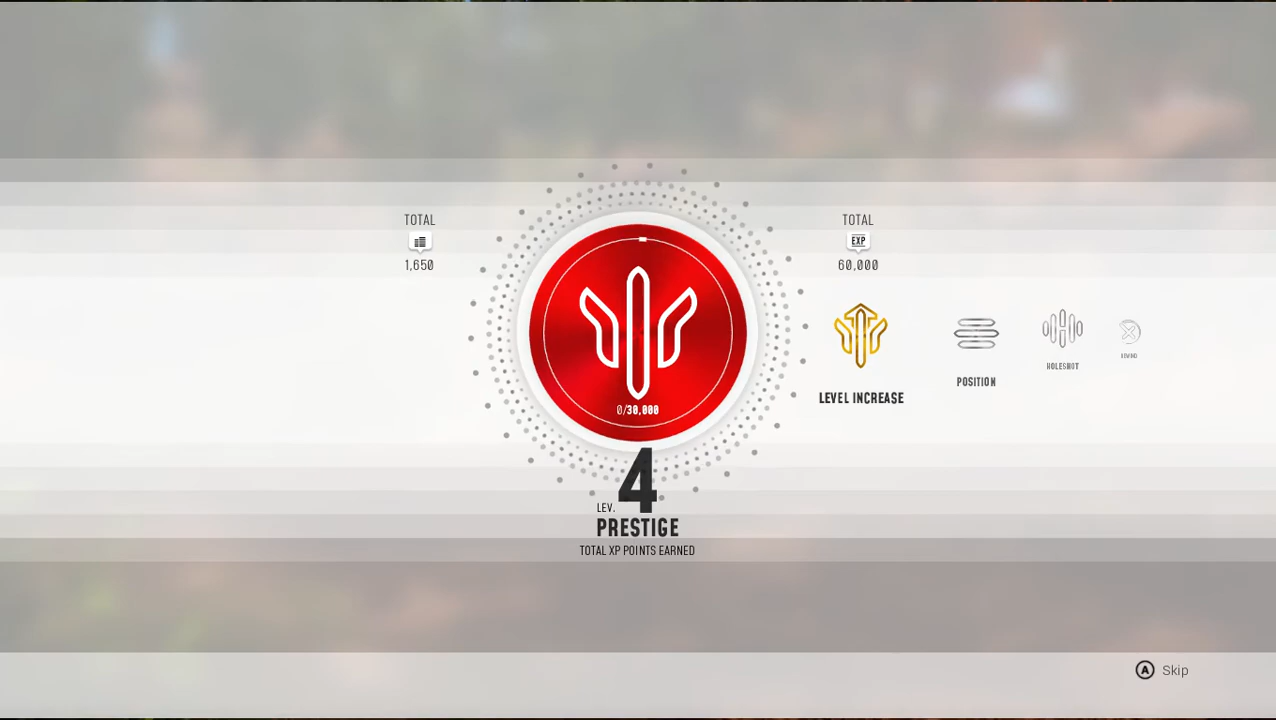 TOTAL
1,650
TOTAL
EXP
60,000
0/30,000
LEVEL INCREASE
POSITION
HOLESHOT
REWIND
LEV. 4
PRESTIGE
TOTAL XP POINTS EARNED
A Skip